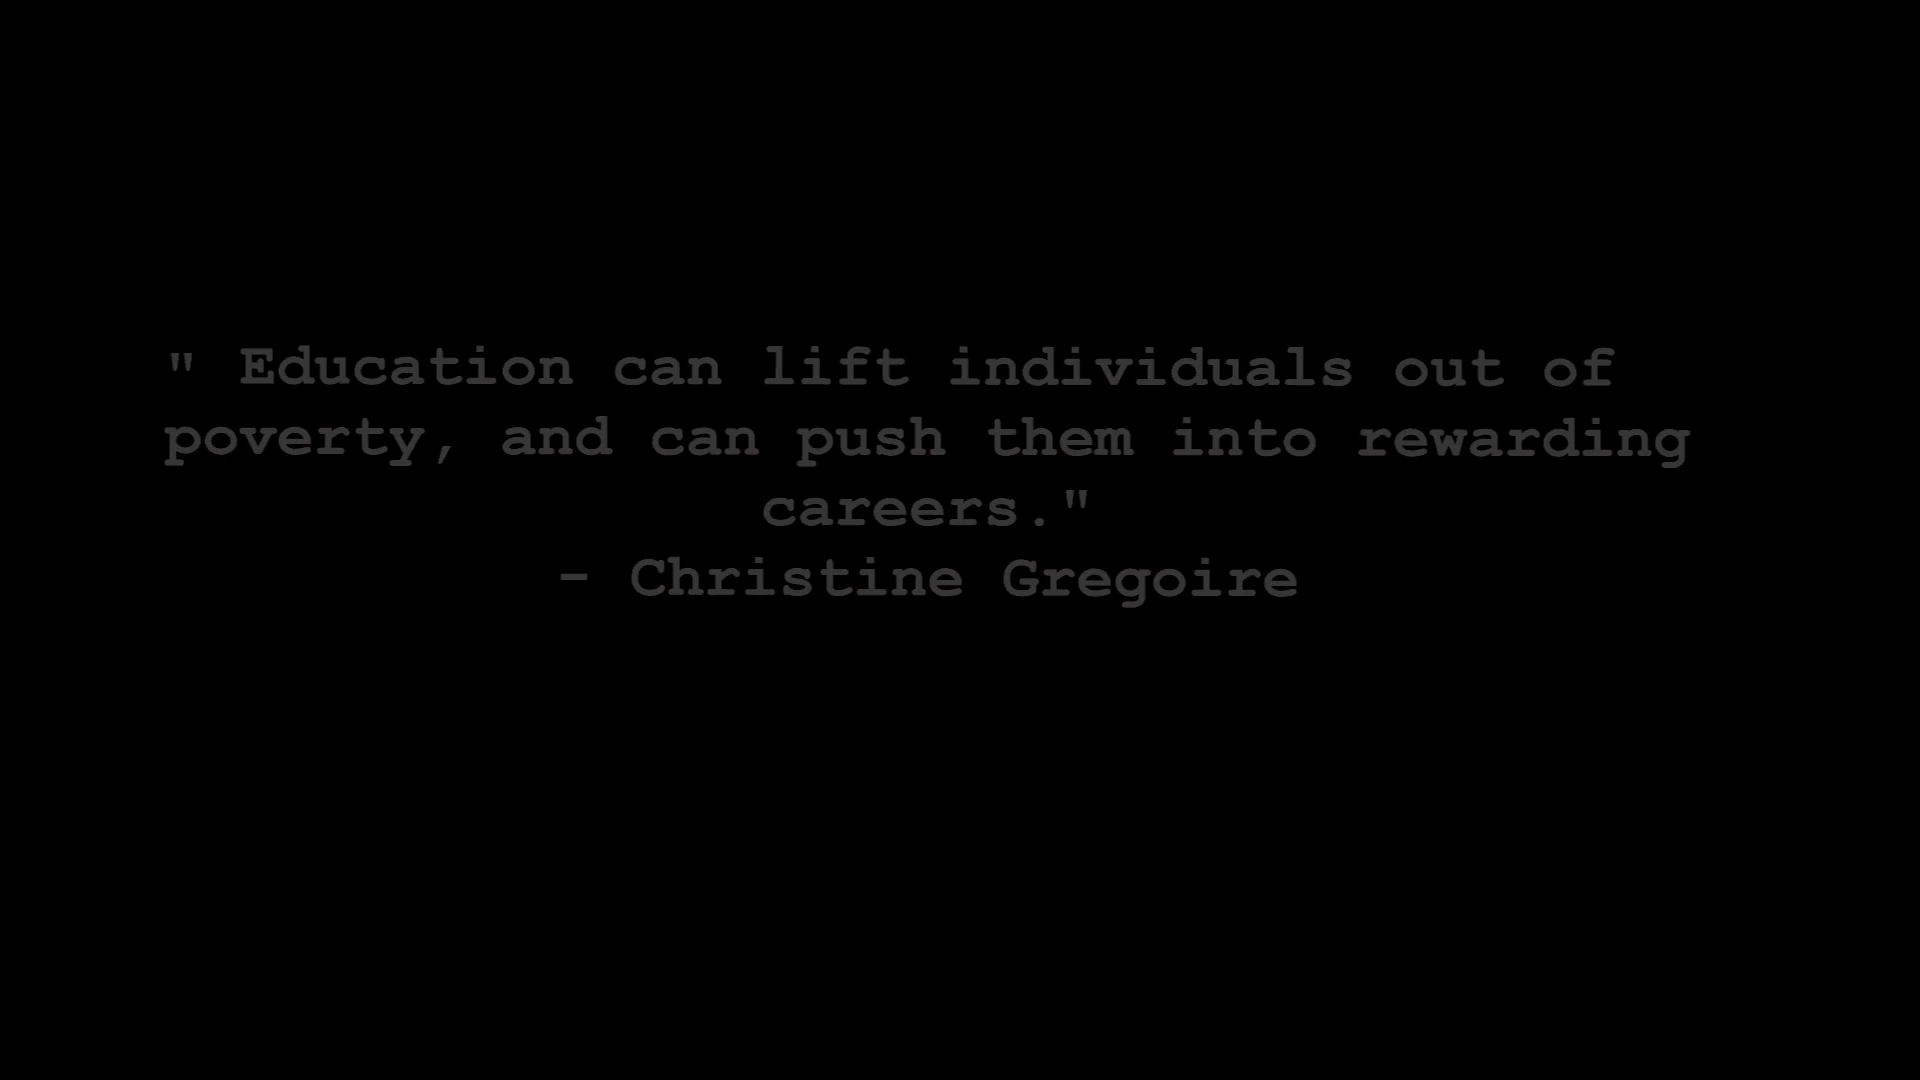 " Education can lift individuals out of
poverty, and can push them into rewarding
careers."
- Christine Gregoire